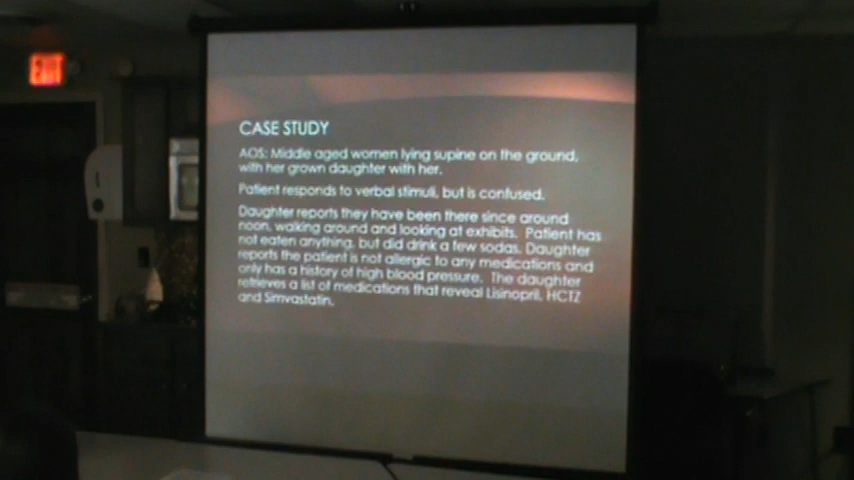 EXIT
CASE STUDY
AOS: Middle aged women lying supine on the ground,
with her grown daughter with her.
Patient responds to verbal stimuli, but is confused.
Daughter reports they have been there since around
noon, walking around and looking at exhibits. Patient has
not eaten anything, but did drink a few sodas. Daughter
reports the patient is not allergic to any medications and
only has a history of high blood pressure. The daughter
retrieves a list of medications that reveal Lisinopril, HCTZ
and Simvastatin.